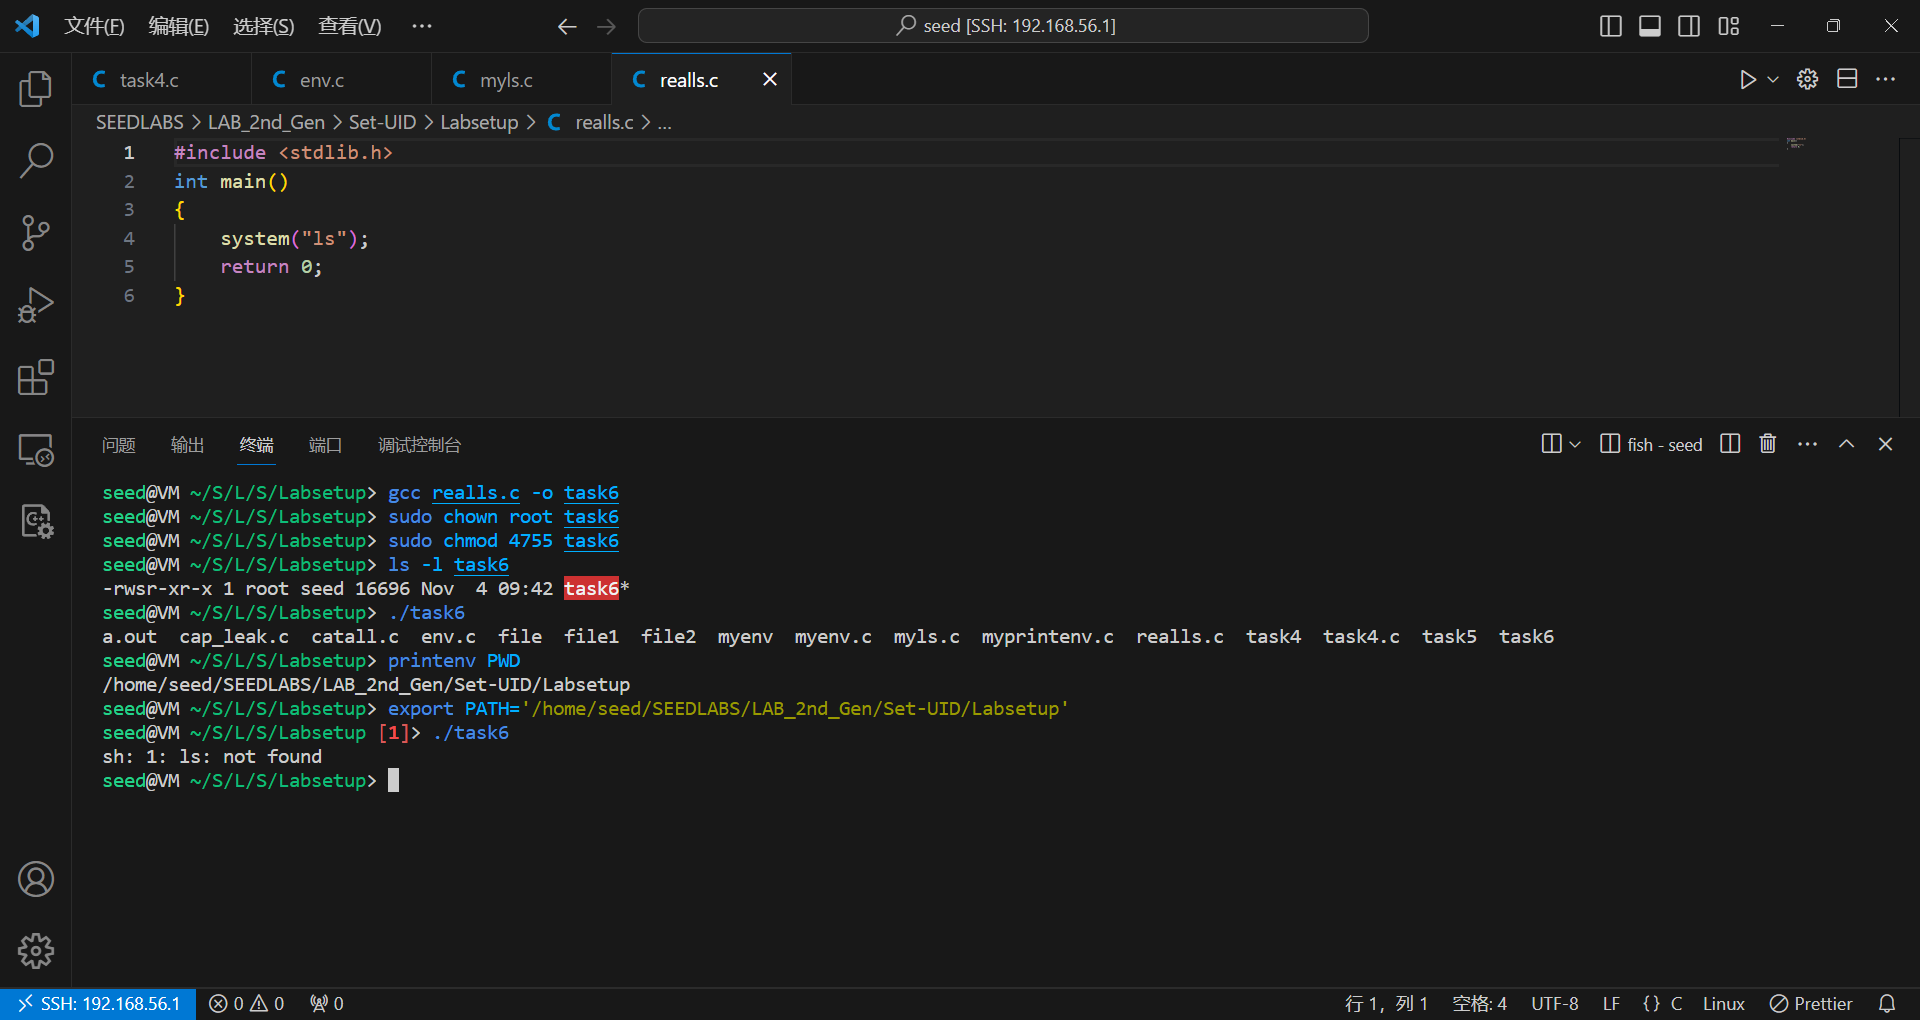 文件(F) 编辑(E) 选择(S) 查看(V) ··· seed [SSH: 192.168.56.1]
task4.c env.c myls.c realls.c
SEEDLABS > LAB_2nd_Gen > Set-UID > Labsetup > C realls.c > ...
1 #include <stdlib.h>
2 int main()
3 {
4 system("ls");
5 return 0;
6 }
问题 输出 终端 端口 调试控制台 fish - seed
seed@VM ~/S/L/S/Labsetup> gcc realls.c -o task6
seed@VM ~/S/L/S/Labsetup> sudo chown root task6
seed@VM ~/S/L/S/Labsetup> sudo chmod 4755 task6
seed@VM ~/S/L/S/Labsetup> ls -l task6
-rwsr-xr-x 1 root seed 16696 Nov  4 09:42 task6*
seed@VM ~/S/L/S/Labsetup> ./task6
a.out  cap_leak.c  catall.c  env.c  file  file1  file2  myenv  myenv.c  myls.c  myprintenv.c  realls.c  task4  task4.c  task5  task6
seed@VM ~/S/L/S/Labsetup> printenv PWD
/home/seed/SEEDLABS/LAB_2nd_Gen/Set-UID/Labsetup
seed@VM ~/S/L/S/Labsetup> export PATH='/home/seed/SEEDLABS/LAB_2nd_Gen/Set-UID/Labsetup'
seed@VM ~/S/L/S/Labsetup [1]> ./task6
sh: 1: ls: not found
seed@VM ~/S/L/S/Labsetup>
SSH: 192.168.56.1 0 0 0 行 1，列 1 空格: 4 UTF-8 LF {} C Linux Prettier